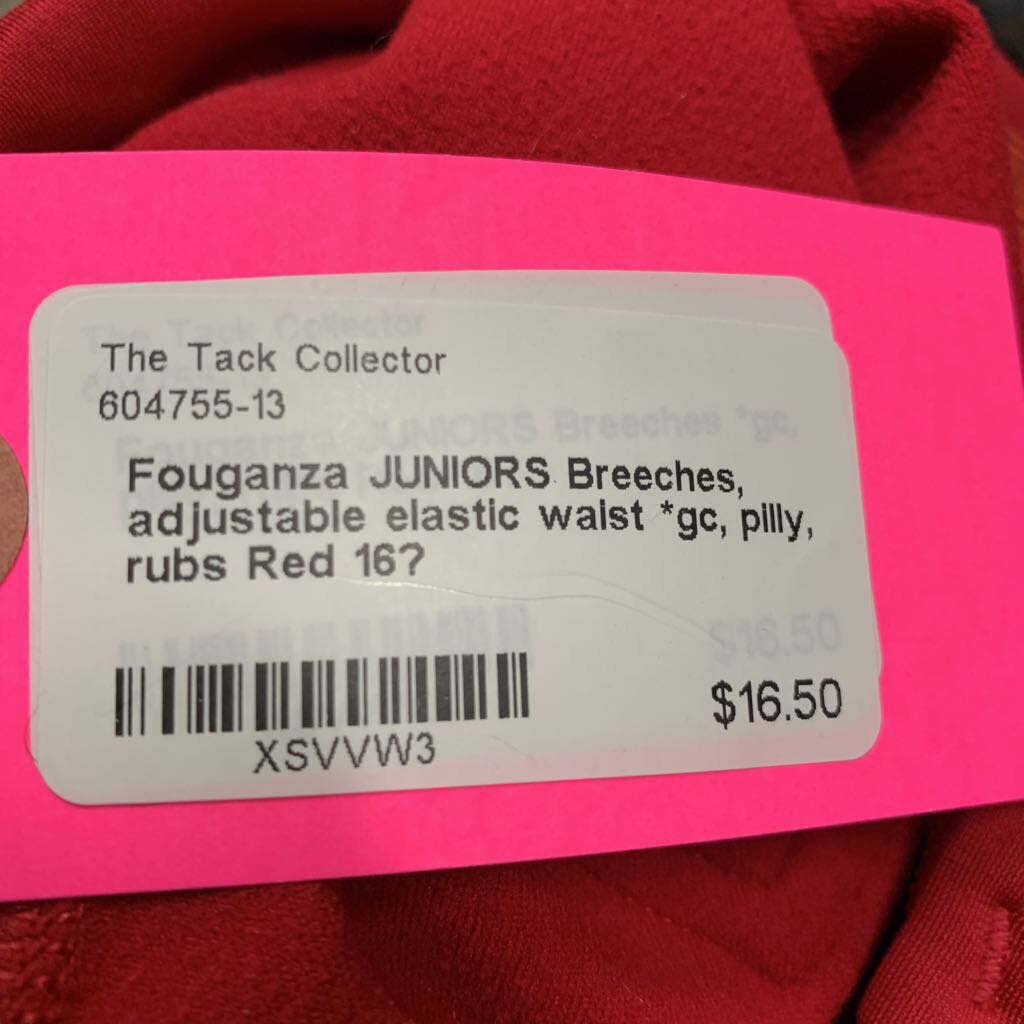 The Tack Collector
604755-13
Fouganza JUNIORS Breeches,
adjustable elastic waist *gc, pilly,
rubs Red 16?
XSVVW3
$16.50